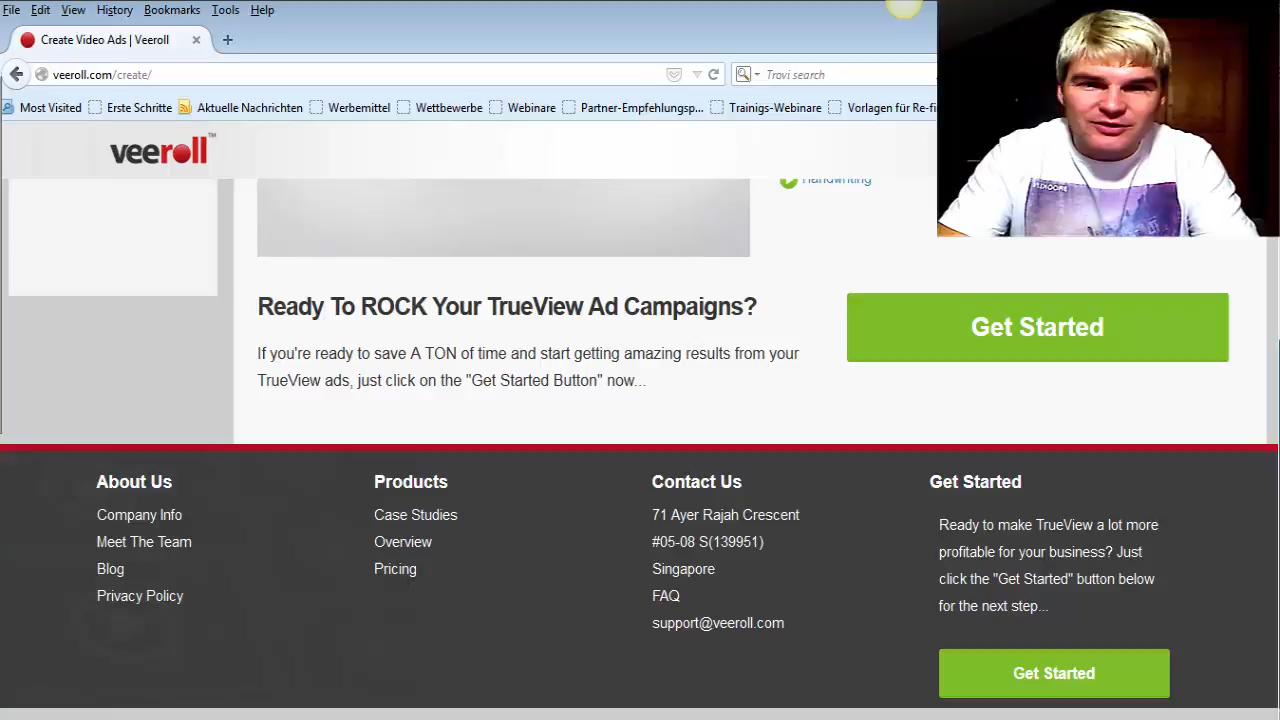 File Edit View History Bookmarks Tools Help
Create Video Ads | Veeroll
veeroll.com/create/
Trovi search
Most Visited Erste Schritte Aktuelle Nachrichten Werbemittel Wettbewerbe Webinare Partner-Empfehlungsp... Trainigs-Webinare Vorlagen für Re-fi
veeroll™
Handwriting
Ready To ROCK Your TrueView Ad Campaigns?
Get Started
If you're ready to save A TON of time and start getting amazing results from your
TrueView ads, just click on the "Get Started Button" now...
About Us
Company Info
Meet The Team
Blog
Privacy Policy
Products
Case Studies
Overview
Pricing
Contact Us
71 Ayer Rajah Crescent
#05-08 S(139951)
Singapore
FAQ
support@veeroll.com
Get Started
Ready to make TrueView a lot more
profitable for your business? Just
click the "Get Started" button below
for the next step...
Get Started